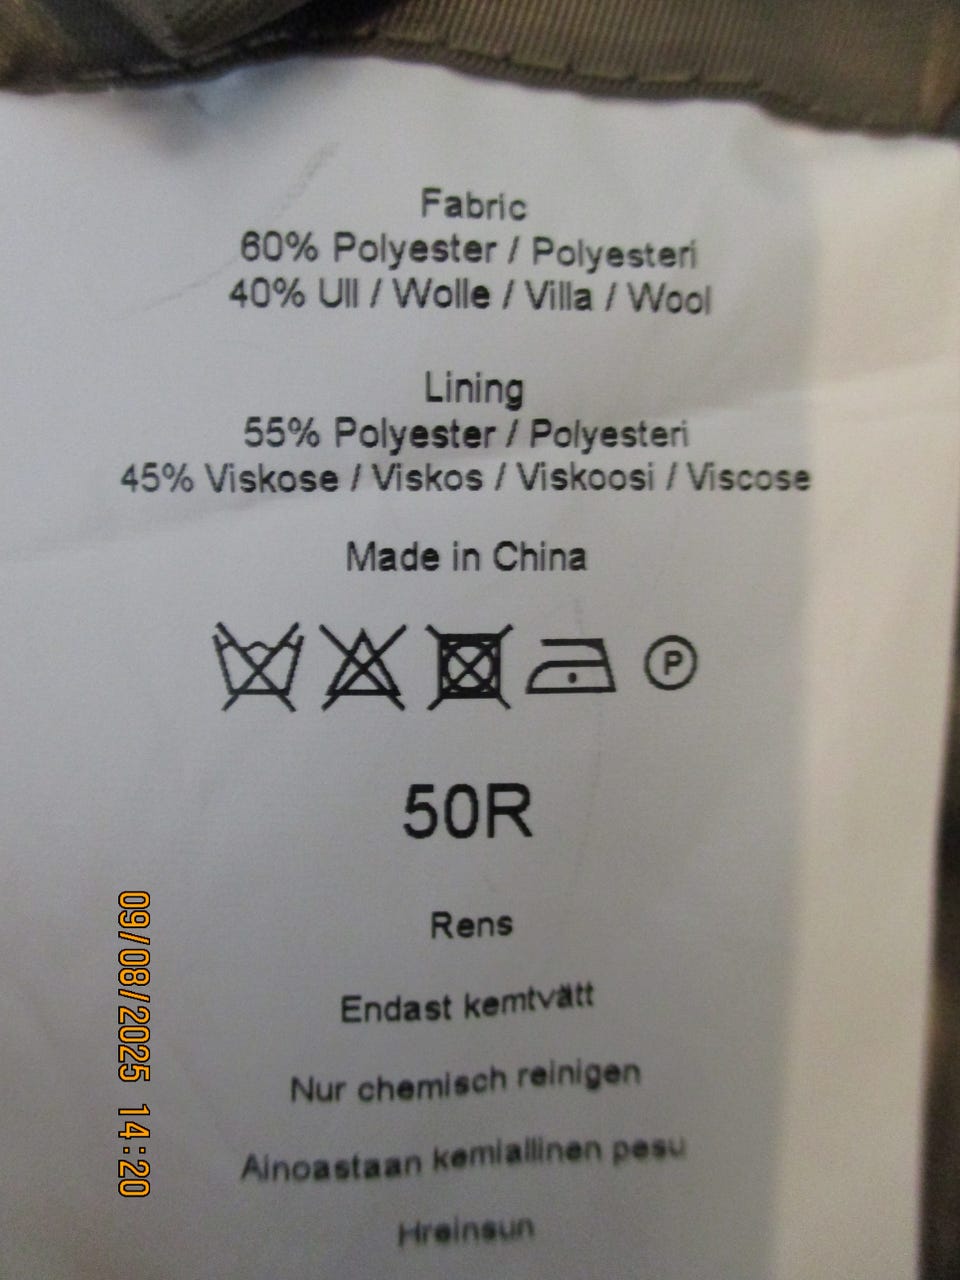 Fabric
60% Polyester / Polyesteri
40% Ull / Wolle / Villa / Wool
Lining
55% Polyester / Polyesteri
45% Viskose / Viskos / Viskoosi / Viscose
Made in China
P
50R
Rens
Endast kemtvätt
Nur chemisch reinigen
Ainoastaan kemiallinen pesu
Hreinsun
09/08/2025 14:20